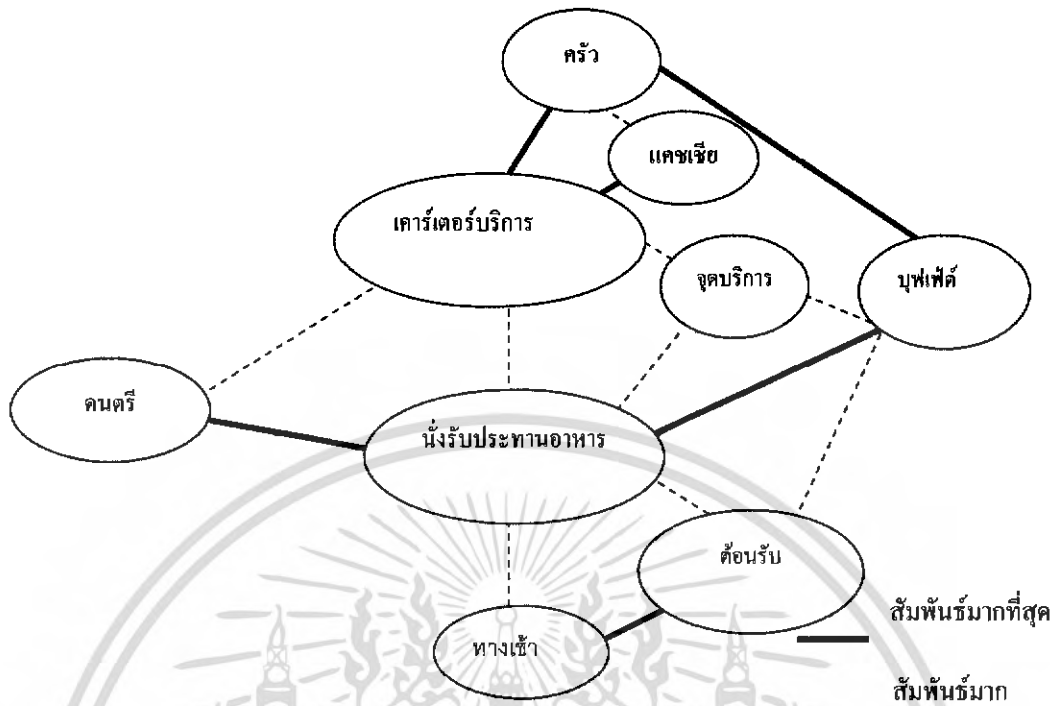 ครัว
แคชเชีย
เคาร์เตอร์บริการ
จุดบริการ
บุฟเฟ่ต์
ดนตรี
นั่งรับประทานอาหาร
ต้อนรับ
สัมพันธ์มากที่สุด
ทางเข้า
สัมพันธ์มาก